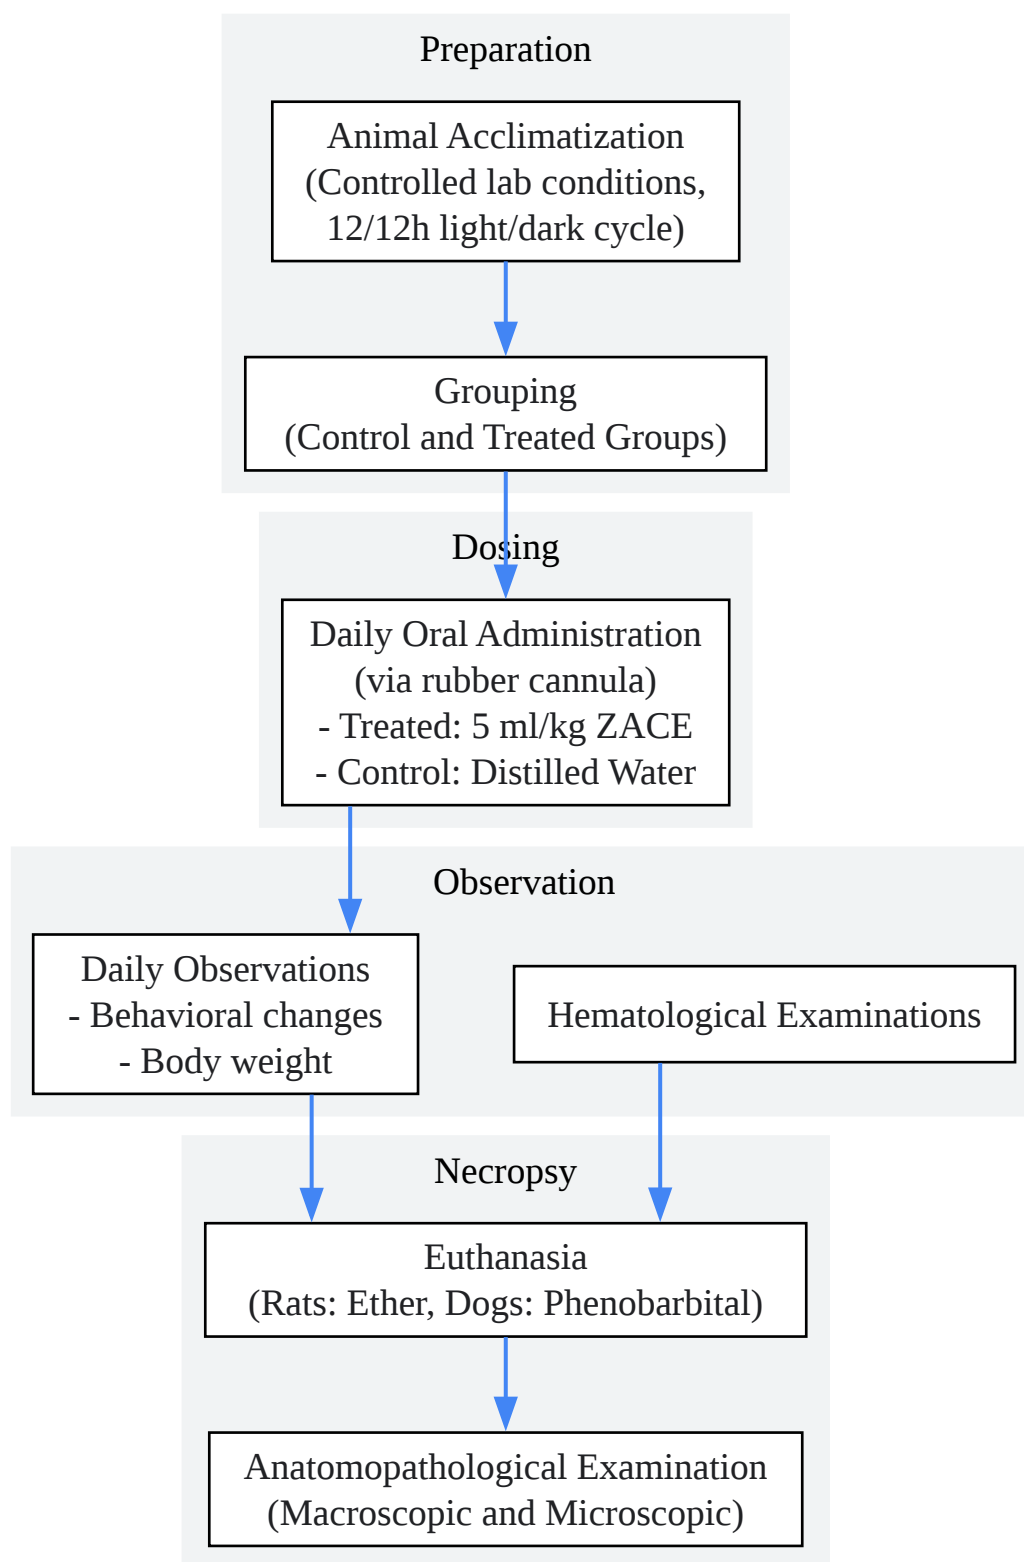 Preparation
Animal Acclimatization
(Controlled lab conditions,
12/12h light/dark cycle)
Grouping
(Control and Treated Groups)
Dosing
Daily Oral Administration
(via rubber cannula)
- Treated: 5 ml/kg ZACE
- Control: Distilled Water
Observation
Daily Observations
- Behavioral changes
- Body weight
Hematological Examinations
Necropsy
Euthanasia
(Rats: Ether, Dogs: Phenobarbital)
Anatomopathological Examination
(Macroscopic and Microscopic)